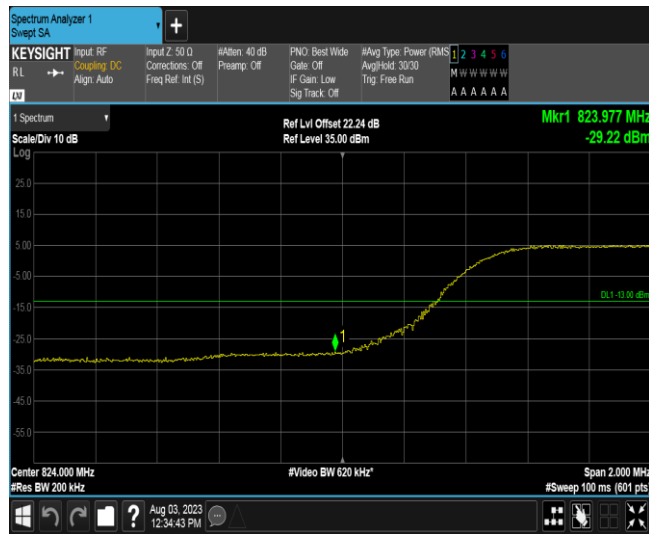 Spectrum Analyzer 1
Swept SA
+
KEYSIGHT
RL
LXI
Input: RF
Coupling: DC
Align: Auto
Input Z: 50 Ω
Corrections: Off
Freq Ref: Int (S)
#Atten: 40 dB
Preamp: Off
PNO: Best Wide
Gate: Off
IF Gain: Low
Sig Track: Off
#Avg Type: Power (RMS
Avg|Hold: 30/30
Trig: Free Run
1 2 3 4 5 6
M W W W W W
A A A A A A
1 Spectrum
Scale/Div 10 dB
Log
Ref Lvl Offset 22.24 dB
Ref Level 35.00 dBm
Mkr1 823.977 MHz
-29.22 dBm
25.0
15.0
5.00
-5.00
DL1 -13.00 dBm
-15.0
1
-25.0
-35.0
-45.0
-55.0
Center 824.000 MHz
#Res BW 200 kHz
#Video BW 620 kHz*
Span 2.000 MHz
#Sweep 100 ms (601 pts
?
Aug 03, 2023
12:34:43 PM